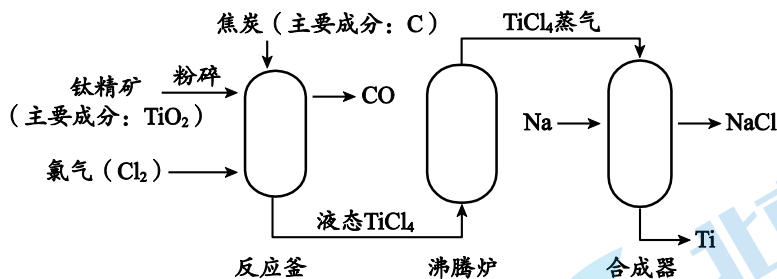 焦炭（主要成分：C）
TiCl₄蒸气
钛精矿
粉碎
（主要成分：TiO₂）
CO
Na
NaCl
氯气（Cl₂）
液态TiCl₄
Ti
反应釜
沸腾炉
合成器
北